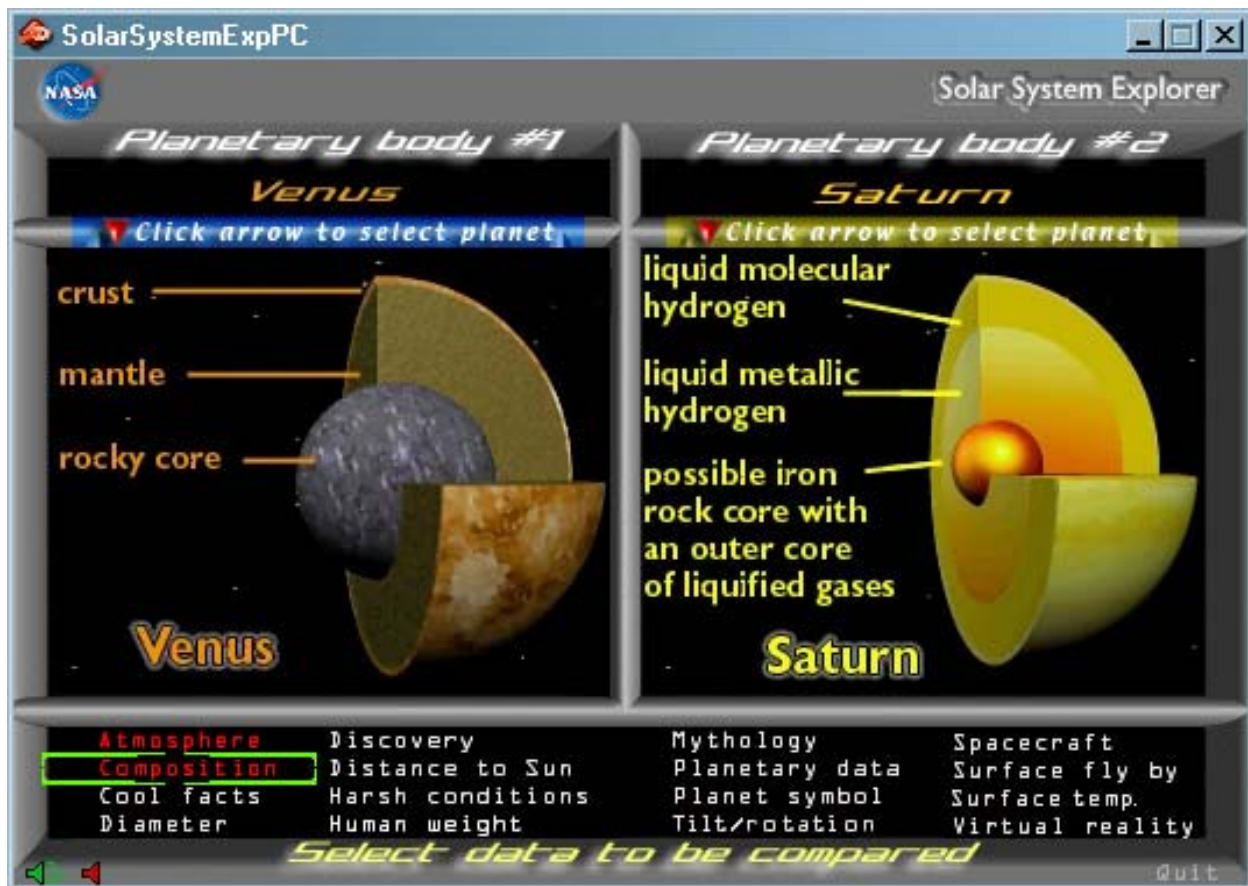 SolarSystemExpPC
NASA
Solar System Explorer
Planetary body #1
Venus
Click arrow to select planet
crust
mantle
rocky core
Venus
Planetary body #2
Saturn
Click arrow to select planet
liquid molecular
hydrogen
liquid metallic
hydrogen
possible iron
rock core with
an outer core
of liquified gases
Saturn
Atmosphere
Composition
Cool facts
Diameter
Discovery
Distance to Sun
Harsh conditions
Human weight
Mythology
Planetary data
Planet symbol
Tilt/rotation
Spacecraft
Surface fly by
Surface temp.
Virtual reality
Select data to be compared
Quit